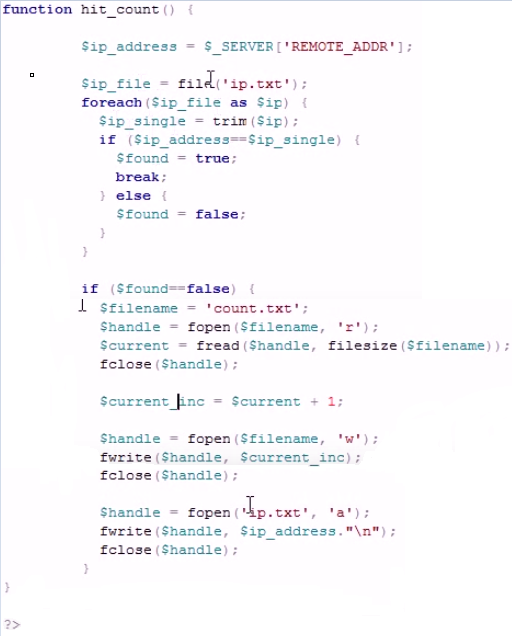 function hit_count() {
$ip_address = $_SERVER['REMOTE_ADDR'];
$ip_file = file('ip.txt');
foreach($ip_file as $ip) {
$ip_single = trim($ip);
if ($ip_address==$ip_single) {
$found = true;
break;
} else {
$found = false;
}
}
if ($found==false) {
$filename = 'count.txt';
$handle = fopen($filename, 'r');
$current = fread($handle, filesize($filename));
fclose($handle);
$current_inc = $current + 1;
$handle = fopen($filename, 'w');
fwrite($handle, $current_inc);
fclose($handle);
$handle = fopen('ip.txt', 'a');
fwrite($handle, $ip_address."\n");
fclose($handle);
}
}
?>